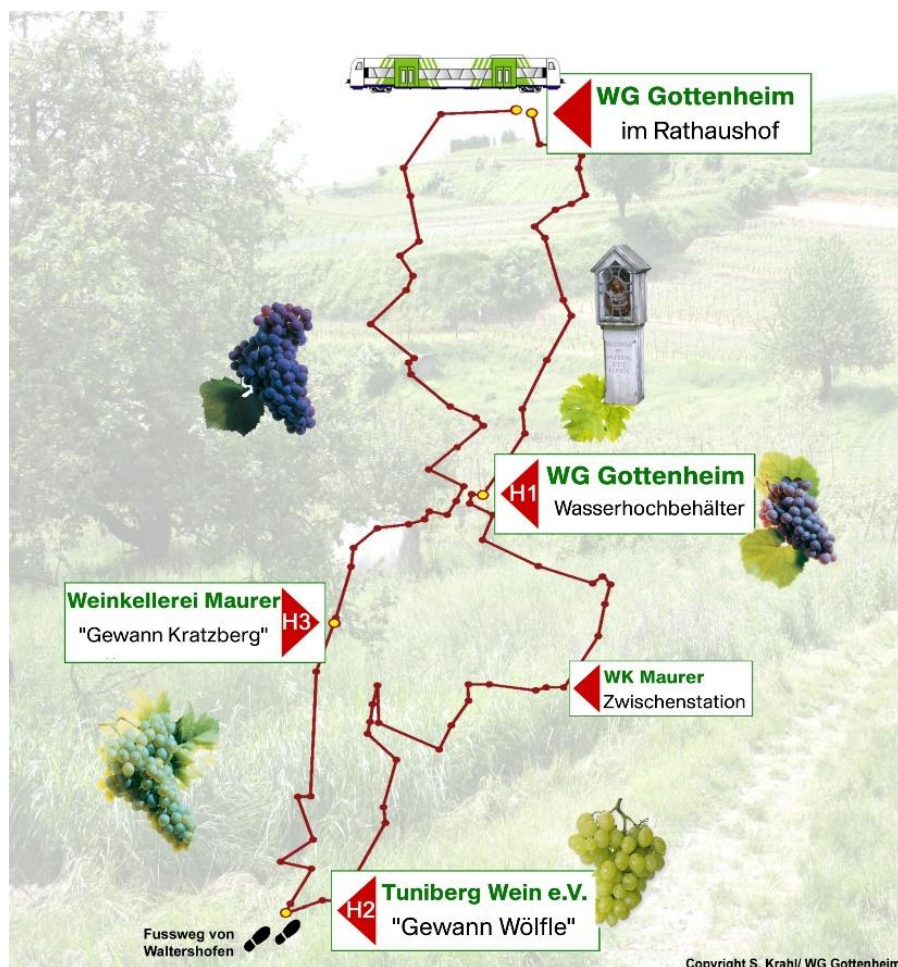 WG Gottenheim
im Rathaushof
WG Gottenheim
H1
Wasserhochbehälter
Weinkellerei Maurer
H3
"Gewann Kratzberg"
WK Maurer
Zwischenstation
Tuniberg Wein e.V.
H2
"Gewann Wölfle"
Fussweg von
Waltershofen
Copyright S. Krahl/ WG Gottenheim